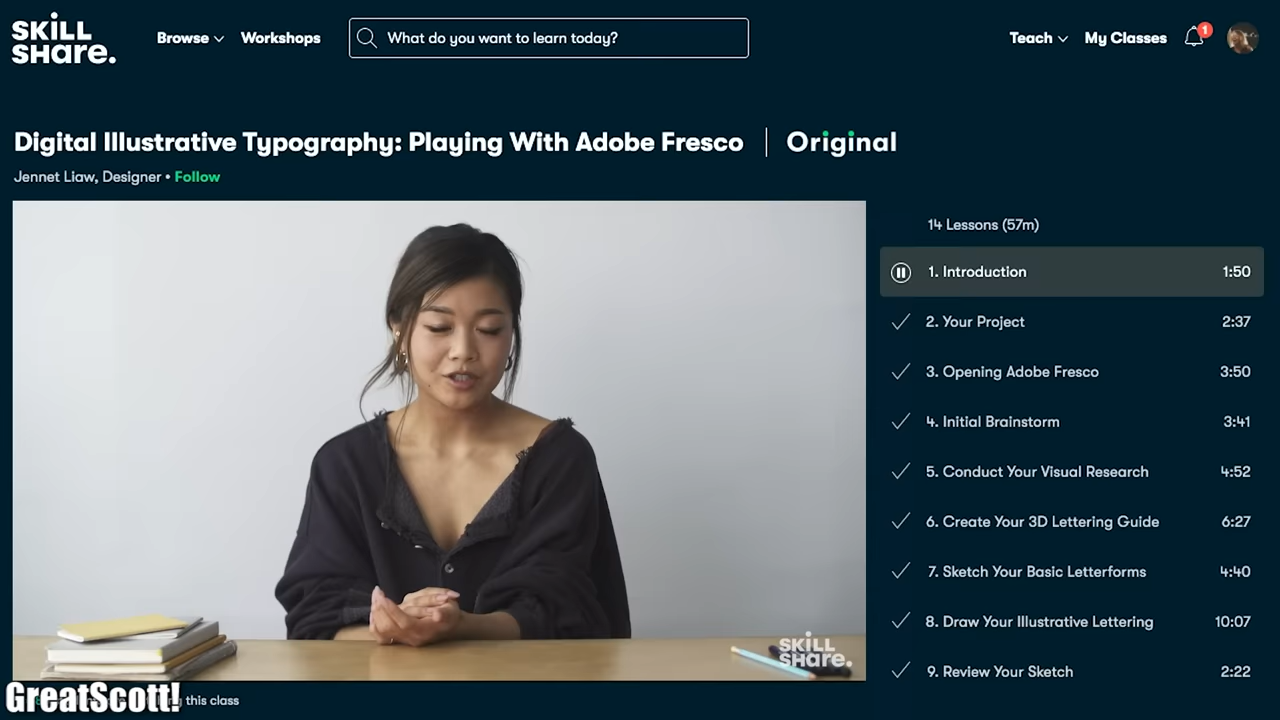 SKILL
SHare.
Browse
Workshops
What do you want to learn today?
Teach
My Classes
1
Digital Illustrative Typography: Playing With Adobe Fresco | Original
Jennet Liaw, Designer • Follow
14 Lessons (57m)
1. Introduction 1:50
2. Your Project 2:37
3. Opening Adobe Fresco 3:50
4. Initial Brainstorm 3:41
5. Conduct Your Visual Research 4:52
6. Create Your 3D Lettering Guide 6:27
7. Sketch Your Basic Letterforms 4:40
8. Draw Your Illustrative Lettering 10:07
9. Review Your Sketch 2:22
SKILL
SHare.
GreatScott!
this class